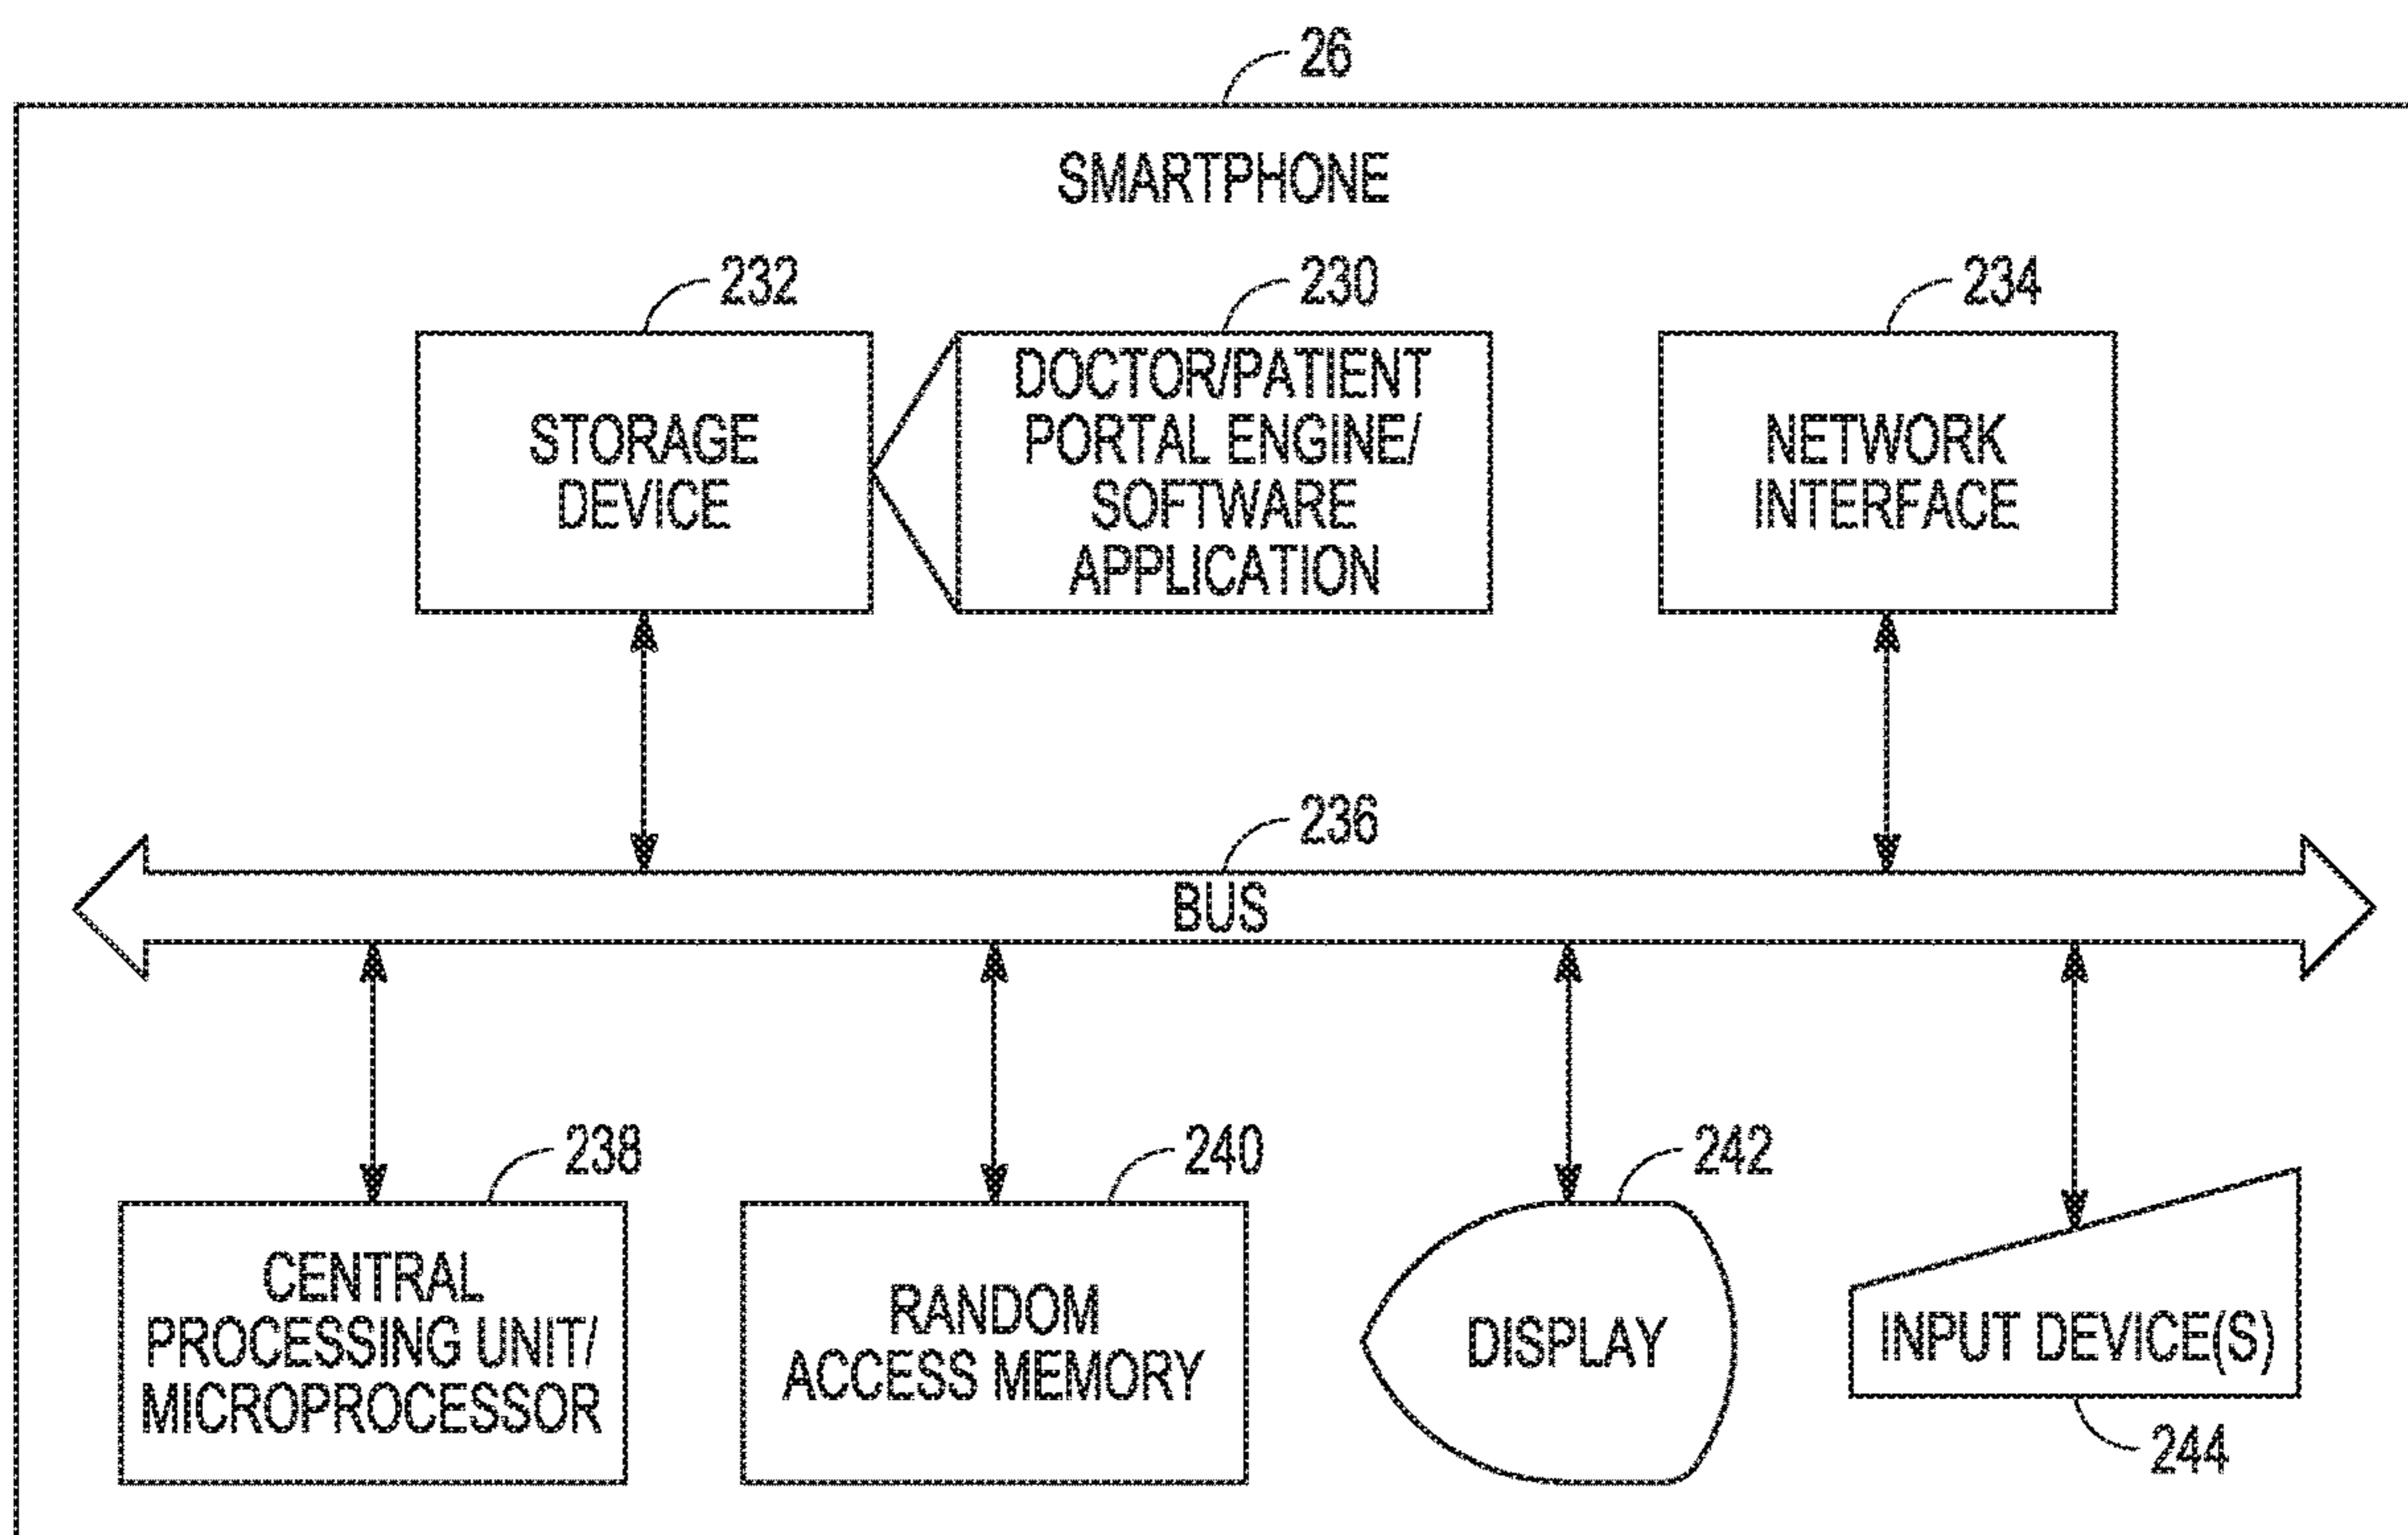 26
SMARTPHONE
232
230
234
STORAGE
DEVICE
DOCTOR/PATIENT
PORTAL ENGINE/
SOFTWARE
APPLICATION
NETWORK
INTERFACE
236
BUS
238
240
242
CENTRAL
PROCESSING UNIT/
MICROPROCESSOR
RANDOM
ACCESS MEMORY
DISPLAY
INPUT DEVICE(S)
244